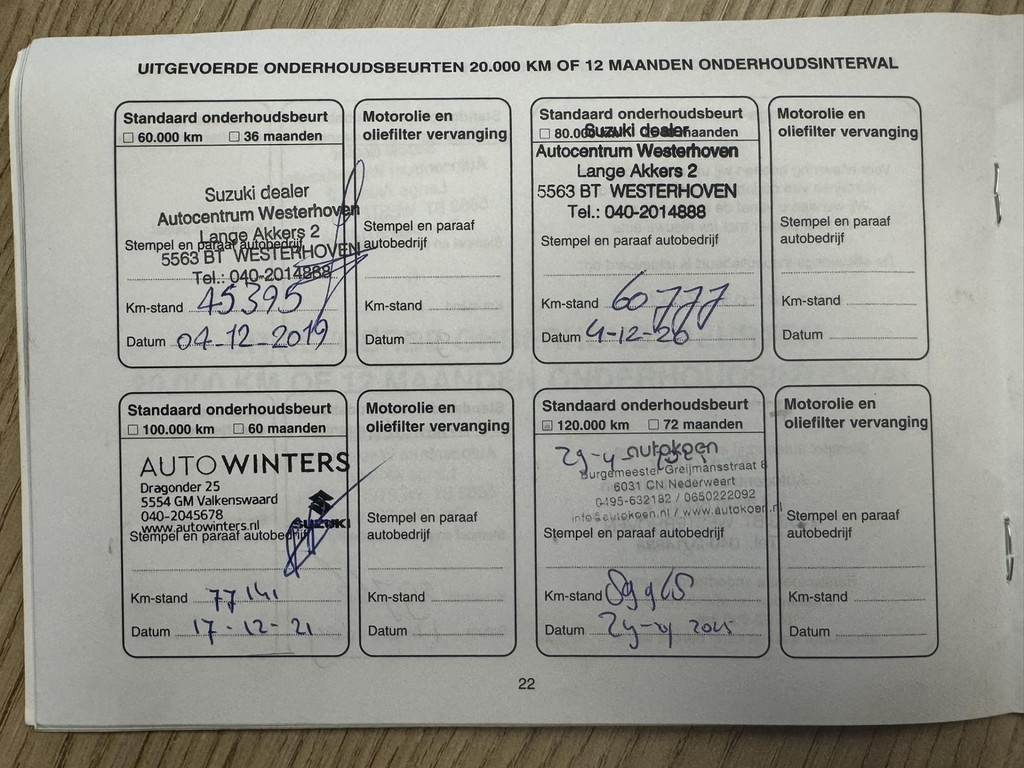 UITGEVOERDE ONDERHOUDSBEURTEN 20.000 KM OF 12 MAANDEN ONDERHOUDSINTERVAL
Standaard onderhoudsbeurt
60.000 km 36 maanden
Suzuki dealer
Autocentrum Westerhoven
Lange Akkers 2
Stempel en paraaf autobedrijf
5563 BT WESTERHOVEN
Tel.: 040-2014888
Km-stand 45395
Datum 04-12-2019
Motorolie en
oliefilter vervanging
Stempel en paraaf
autobedrijf
Km-stand
Datum
Standaard onderhoudsbeurt
80.000 km maanden
Suzuki dealer
Autocentrum Westerhoven
Lange Akkers 2
5563 BT WESTERHOVEN
Tel.: 040-2014888
Stempel en paraaf autobedrijf
Km-stand 60777
Datum 4-12-20
Motorolie en
oliefilter vervanging
Stempel en paraaf
autobedrijf
Km-stand
Datum
Standaard onderhoudsbeurt
100.000 km 60 maanden
AUTO WINTERS
Dragonder 25
5554 GM Valkenswaard
040-2045678
www.autowinters.nl
SUZUKI
Stempel en paraaf autobedrijf
Km-stand 77141
Datum 17-12-21
Motorolie en
oliefilter vervanging
Stempel en paraaf
autobedrijf
Km-stand
Datum
Standaard onderhoudsbeurt
120.000 km 72 maanden
autokoen
Burgemeester Greijmansstraat 8
6031 CN Nederweert
0495-632182 / 0650222092
info@autokoen.nl / www.autokoen.nl
Stempel en paraaf autobedrijf
Km-stand 89965
Datum
Motorolie en
oliefilter vervanging
Stempel en paraaf
autobedrijf
Km-stand
Datum
22